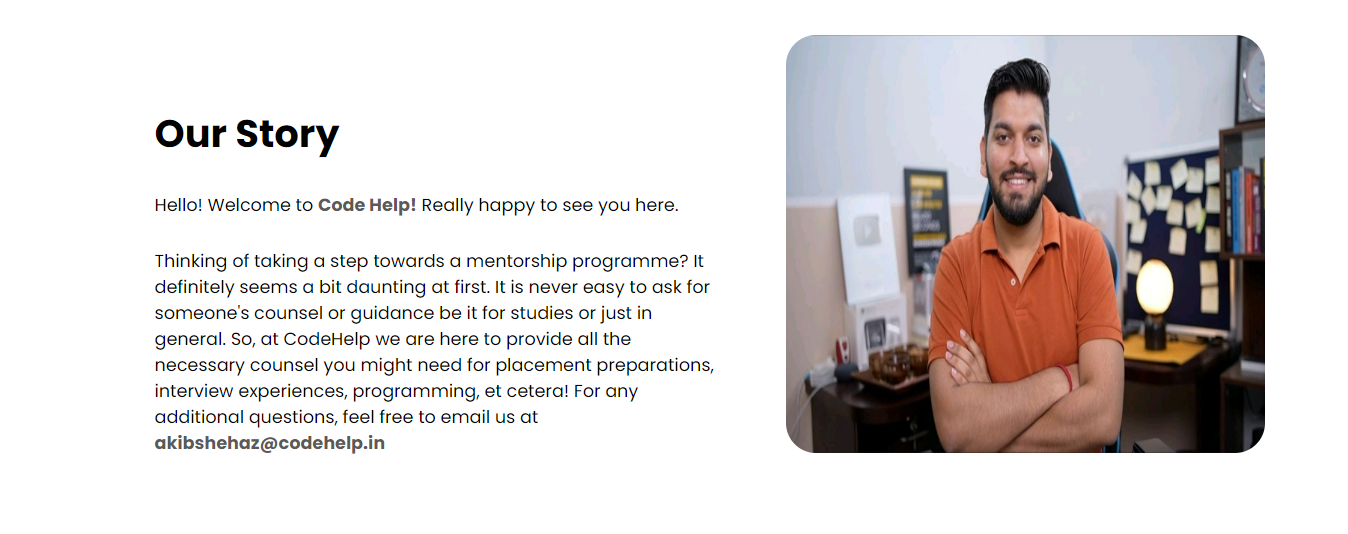 Our Story
Hello! Welcome to Code Help! Really happy to see you here.
Thinking of taking a step towards a mentorship programme? It
definitely seems a bit daunting at first. It is never easy to ask for
someone's counsel or guidance be it for studies or just in
general. So, at CodeHelp we are here to provide all the
necessary counsel you might need for placement preparations,
interview experiences, programming, et cetera! For any
additional questions, feel free to email us at
akibshehaz@codehelp.in